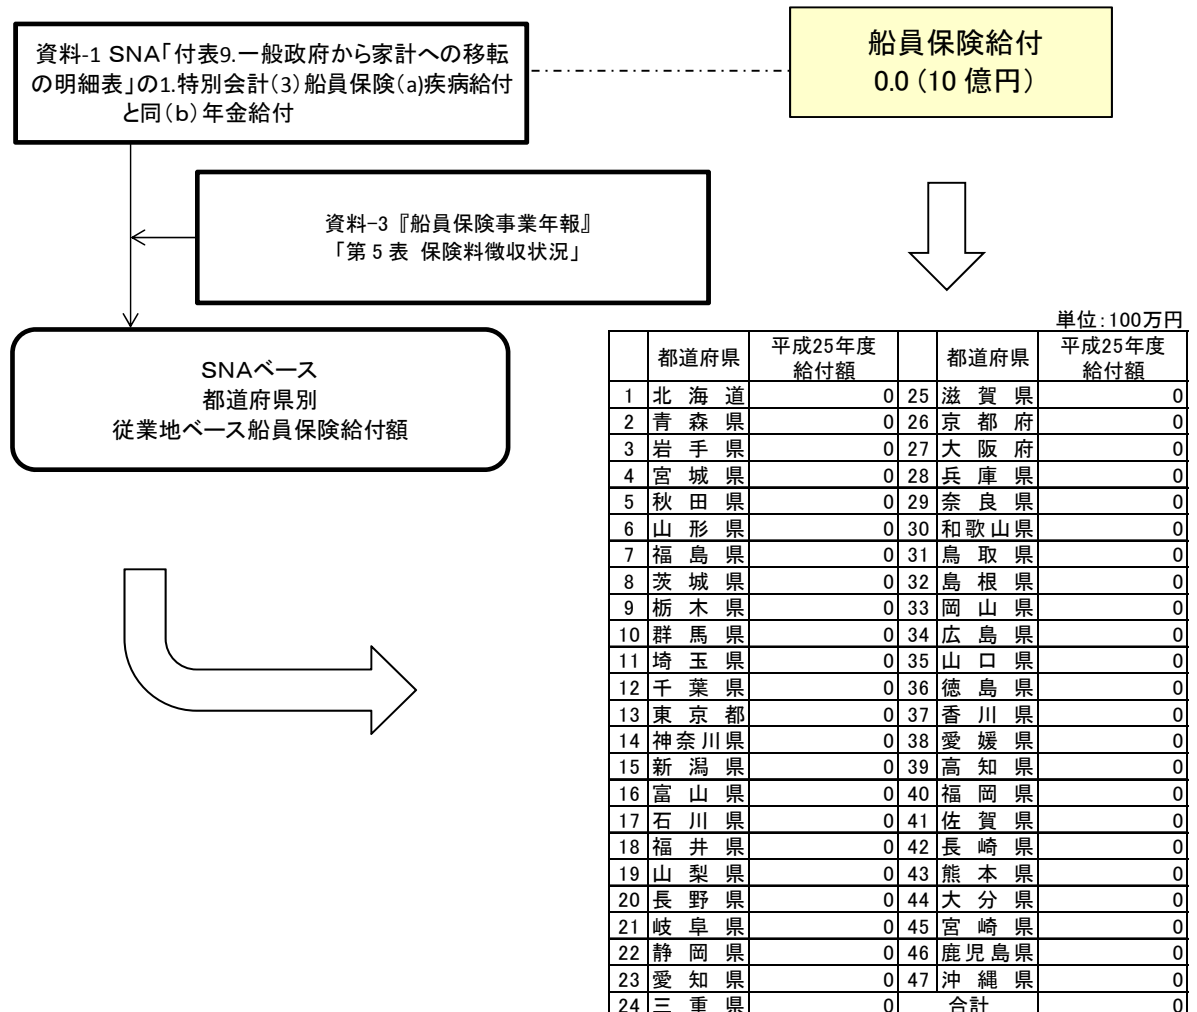 資料-1 SNA「付表9.一般政府から家計への移転
の明細表」の1.特別会計(3)船員保険(a)疾病給付
と同(b)年金給付
船員保険給付
0.0(10 億円)
資料-3『船員保険事業年報』
「第 5 表 保険料徴収状況」
SNAベース
都道府県別
従業地ベース船員保険給付額
単位:100万円
都道府県 平成25年度 給付額 都道府県 平成25年度 給付額
1 北海道 0 25 滋賀県 0
2 青森県 0 26 京都府 0
3 岩手県 0 27 大阪府 0
4 宮城県 0 28 兵庫県 0
5 秋田県 0 29 奈良県 0
6 山形県 0 30 和歌山県 0
7 福島県 0 31 鳥取県 0
8 茨城県 0 32 島根県 0
9 栃木県 0 33 岡山県 0
10 群馬県 0 34 広島県 0
11 埼玉県 0 35 山口県 0
12 千葉県 0 36 徳島県 0
13 東京都 0 37 香川県 0
14 神奈川県 0 38 愛媛県 0
15 新潟県 0 39 高知県 0
16 富山県 0 40 福岡県 0
17 石川県 0 41 佐賀県 0
18 福井県 0 42 長崎県 0
19 山梨県 0 43 熊本県 0
20 長野県 0 44 大分県 0
21 岐阜県 0 45 宮崎県 0
22 静岡県 0 46 鹿児島県 0
23 愛知県 0 47 沖縄県 0
24 三重県 0 合計 0